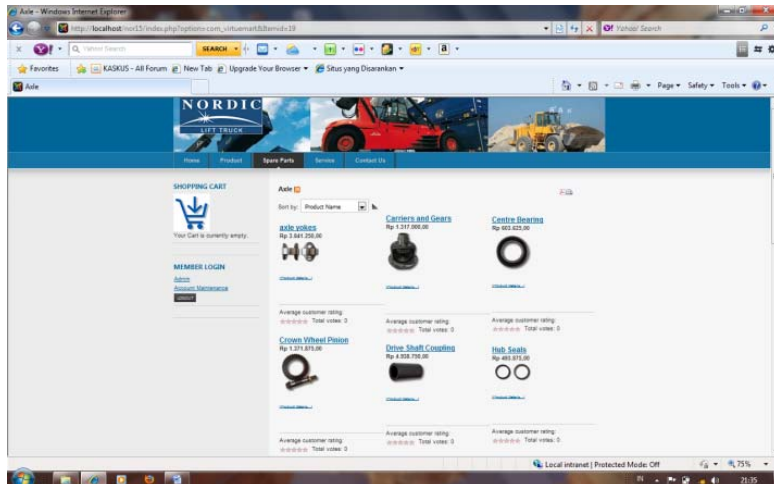 Axle - Windows Internet Explorer
http://localhost/nor15/index.php?option=com_virtuemart&Itemid=19
Yahoo! Search
Yahoo! Search
SEARCH
Favorites
KASKUS - All Forum
New Tab
Upgrade Your Browser
Situs yang Disarankan
Axle
Page
Safety
Tools
NORDIC
LIFT TRUCK
Home
Product
Spare Parts
Service
Contact Us
SHOPPING CART
Your Cart is currently empty.
MEMBER LOGIN
Admin
Account Maintenance
Axle
Sort by:
Product Name
axle yokes
Rp 3.841.250,00
Average customer rating:
Total votes: 0
Carriers and Gears
Rp 1.317.000,00
Average customer rating:
Total votes: 0
Centre Bearing
Rp 603.625,00
Average customer rating:
Total votes: 0
Crown Wheel Pinion
Rp 1.371.875,00
Average customer rating:
Total votes: 0
Drive Shaft Coupling
Rp 4.938.750,00
Average customer rating:
Total votes: 0
Hub Seals
Rp 493.875,00
Average customer rating:
Total votes: 0
Local intranet | Protected Mode: Off
75%
IN
21:35